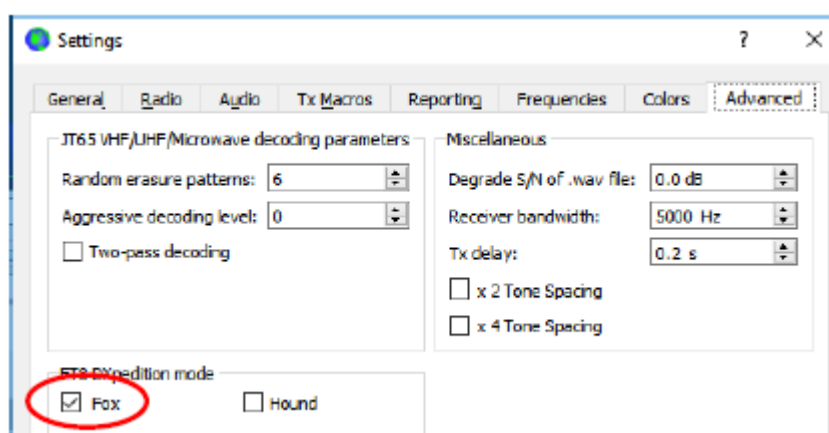 Settings ?
General Radio Audio Tx Macros Reporting Frequencies Colors Advanced
JT65 VHF/UHF/Microwave decoding parameters
Random erasure patterns: 6
Aggressive decoding level: 0
Two-pass decoding
Miscellaneous
Degrade S/N of .wav file: 0.0 dB
Receiver bandwidth: 5000 Hz
Tx delay: 0.2 s
x 2 Tone Spacing
x 4 Tone Spacing
FT8 DXpedition mode
Fox Hound